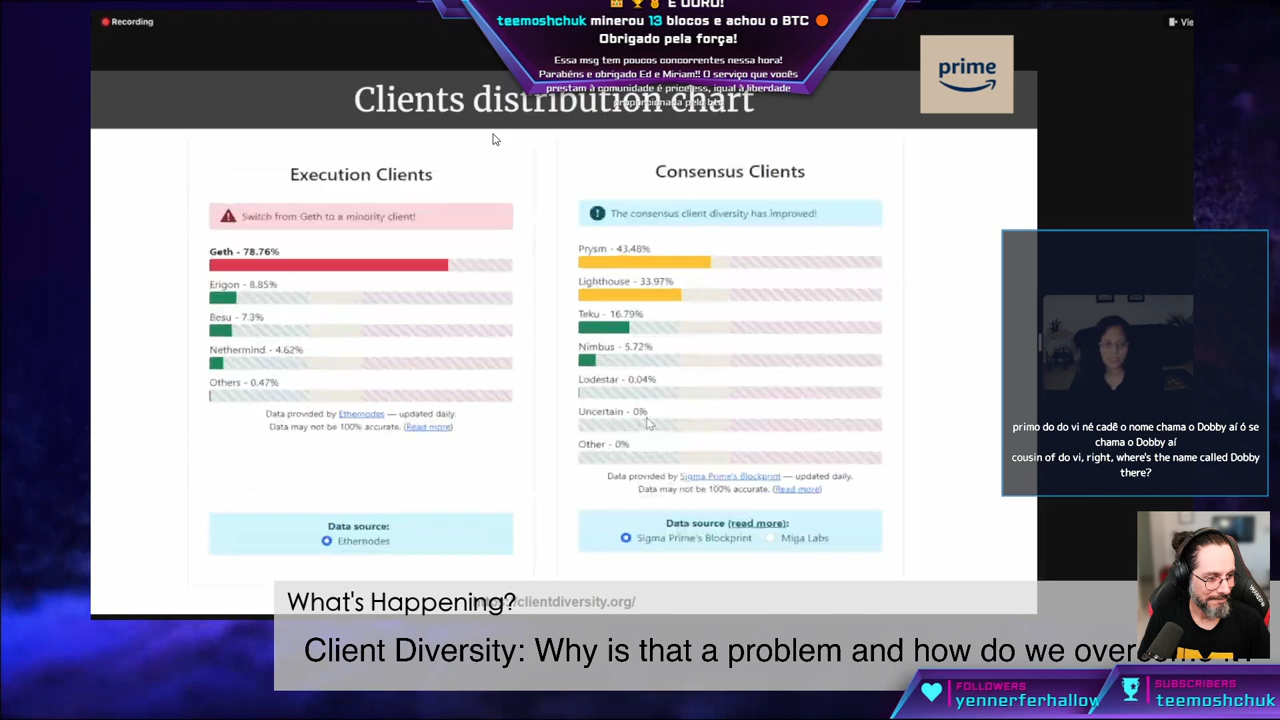 Recording
É OURO!
teemoshchuk minerou 13 blocos e achou o BTC
Obrigado pela força!
Essa msg tem poucos concorrentes nessa hora!
Parabéns e obrigado Ed e Miriam!! O serviço que vocês
prestam à comunidade é priceless, igual à liberdade
proporcionada pelo btc
Vie
prime
Clients distribution chart
Execution Clients
Switch from Geth to a minority client!
Geth - 78.76%
Erigon - 8.85%
Besu - 7.3%
Nethermind - 4.62%
Others - 0.47%
Data provided by Ethernodes — updated daily.
Data may not be 100% accurate. (Read more)
Data source:
Ethernodes
Consensus Clients
The consensus client diversity has improved!
Prysm - 43.48%
Lighthouse - 33.97%
Teku - 16.79%
Nimbus - 5.72%
Lodestar - 0.04%
Uncertain - 0%
Other - 0%
Data provided by Sigma Prime's Blockprint — updated daily.
Data may not be 100% accurate. (Read more)
Data source (read more):
Sigma Prime's Blockprint Miga Labs
primo do do vi né cadê o nome chama o Dobby aí ó se
chama o Dobby aí
cousin of do vi, right, where's the name called Dobby
there?
What's Happening?
//clientdiversity.org/
Client Diversity: Why is that a problem and how do we
FOLLOWERS
yennerferhallow
SUBSCRIBERS
teemoshchuk